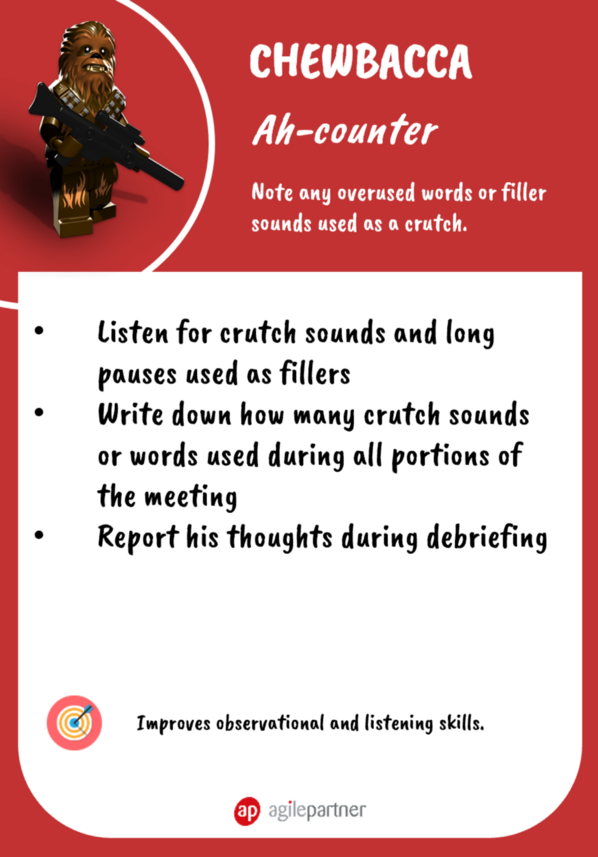 CHEWBACCA
Ah-counter
Note any overused words or filler
sounds used as a crutch.
• Listen for crutch sounds and long
pauses used as fillers
• Write down how many crutch sounds
or words used during all portions of
the meeting
• Report his thoughts during debriefing
Improves observational and listening skills.
ap agilepartner